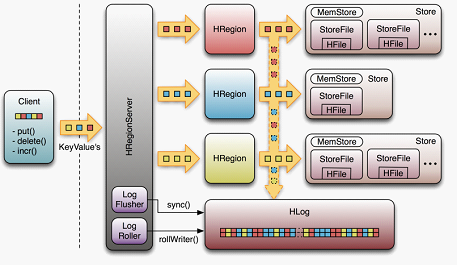 Client
- put()
- delete()
- incr()
KeyValue's
HRegionServer
Log
Flusher
Log
Roller
sync()
rollWriter()
HRegion
MemStore
Store
StoreFile
HFile
StoreFile
HFile
...
HRegion
MemStore
Store
StoreFile
HFile
HRegion
MemStore
Store
StoreFile
HFile
StoreFile
HFile
...
HLog